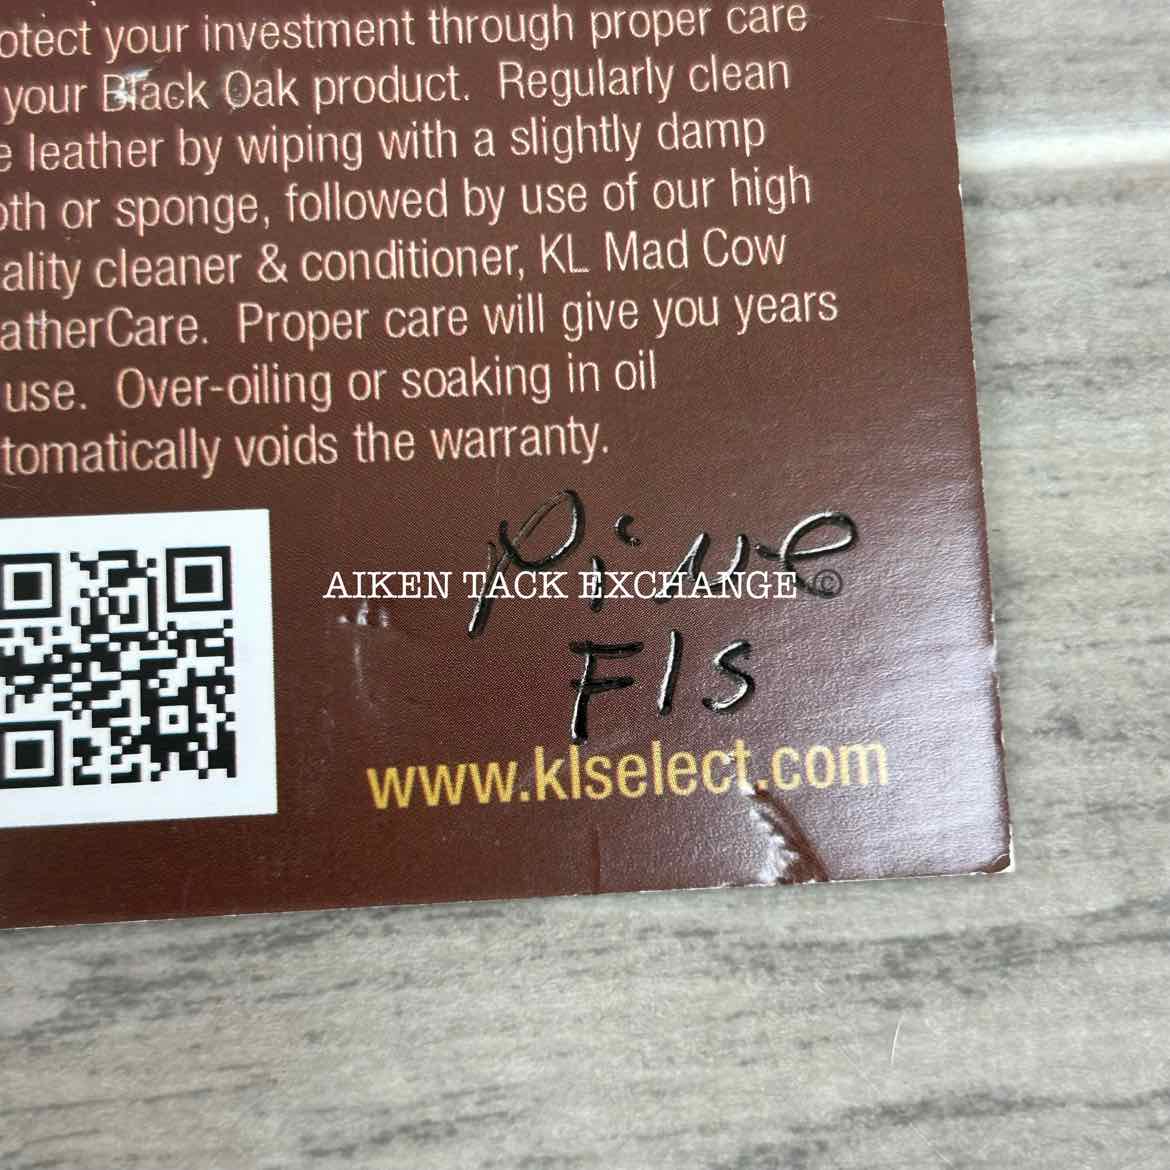 otect your investment through proper care
your Black Oak product. Regularly clean
e leather by wiping with a slightly damp
oth or sponge, followed by use of our high
ality cleaner & conditioner, KL Mad Cow
atherCare. Proper care will give you years
use. Over-oiling or soaking in oil
tomatically voids the warranty.
Pine
AIKEN TACK EXCHANGE©
FIS
www.klselect.com